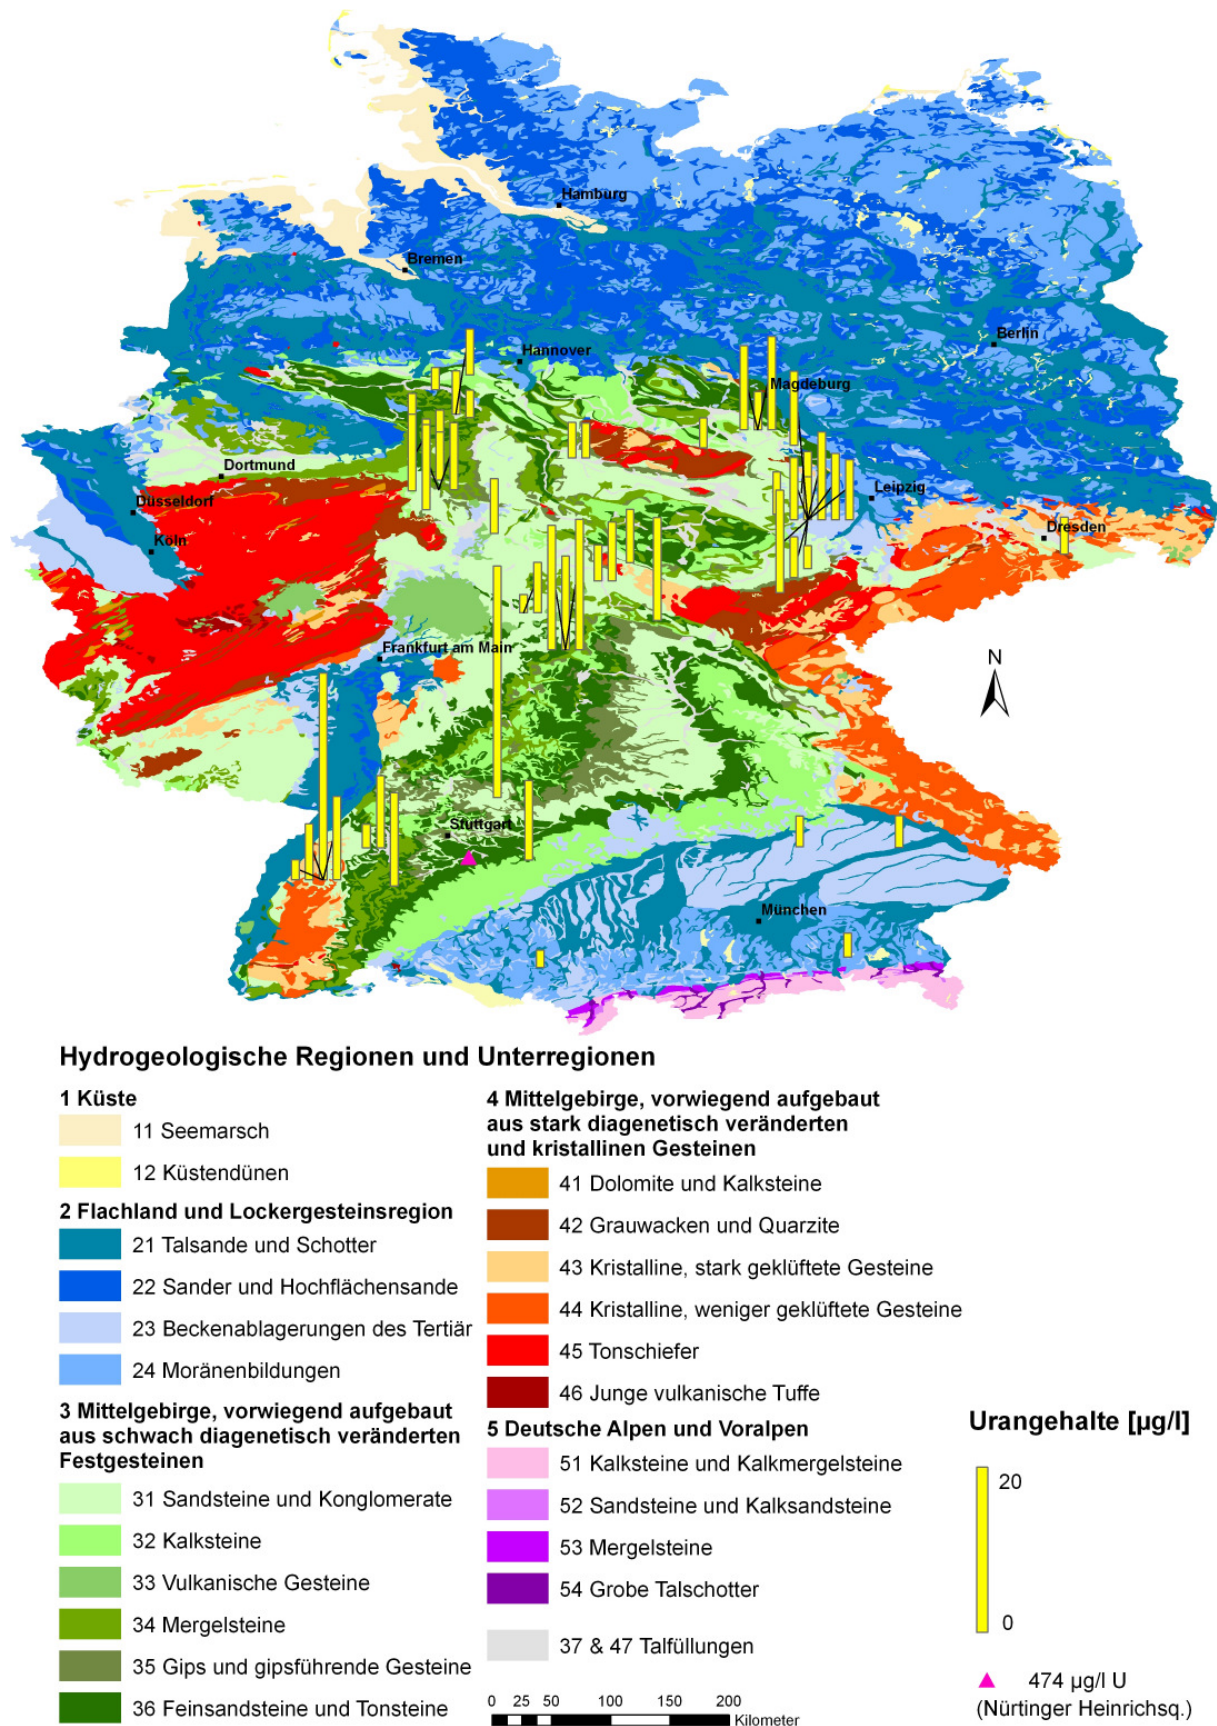 Hamburg
Bremen
Berlin
Hannover
Magdeburg
Dortmund
Düsseldorf
Leipzig
Köln
Dresden
Frankfurt am Main
N
Stuttgart
München
Hydrogeologische Regionen und Unterregionen
1 Küste
11 Seemarsch
12 Küstendünen
2 Flachland und Lockergesteinsregion
21 Talsande und Schotter
22 Sander und Hochflächensande
23 Beckenablagerungen des Tertiär
24 Moränenbildungen
3 Mittelgebirge, vorwiegend aufgebaut
aus schwach diagenetisch veränderten
Festgesteinen
31 Sandsteine und Konglomerate
32 Kalksteine
33 Vulkanische Gesteine
34 Mergelsteine
35 Gips und gipsführende Gesteine
36 Feinsandsteine und Tonsteine
4 Mittelgebirge, vorwiegend aufgebaut
aus stark diagenetisch veränderten
und kristallinen Gesteinen
41 Dolomite und Kalksteine
42 Grauwacken und Quarzite
43 Kristalline, stark geklüftete Gesteine
44 Kristalline, weniger geklüftete Gesteine
45 Tonschiefer
46 Junge vulkanische Tuffe
5 Deutsche Alpen und Voralpen
51 Kalksteine und Kalkmergelsteine
52 Sandsteine und Kalksandsteine
53 Mergelsteine
54 Grobe Talschotter
37 & 47 Talfüllungen
0 25 50 100 150 200
Kilometer
Urangehalte [µg/l]
20
0
474 µg/l U
(Nürtinger Heinrichsq.)